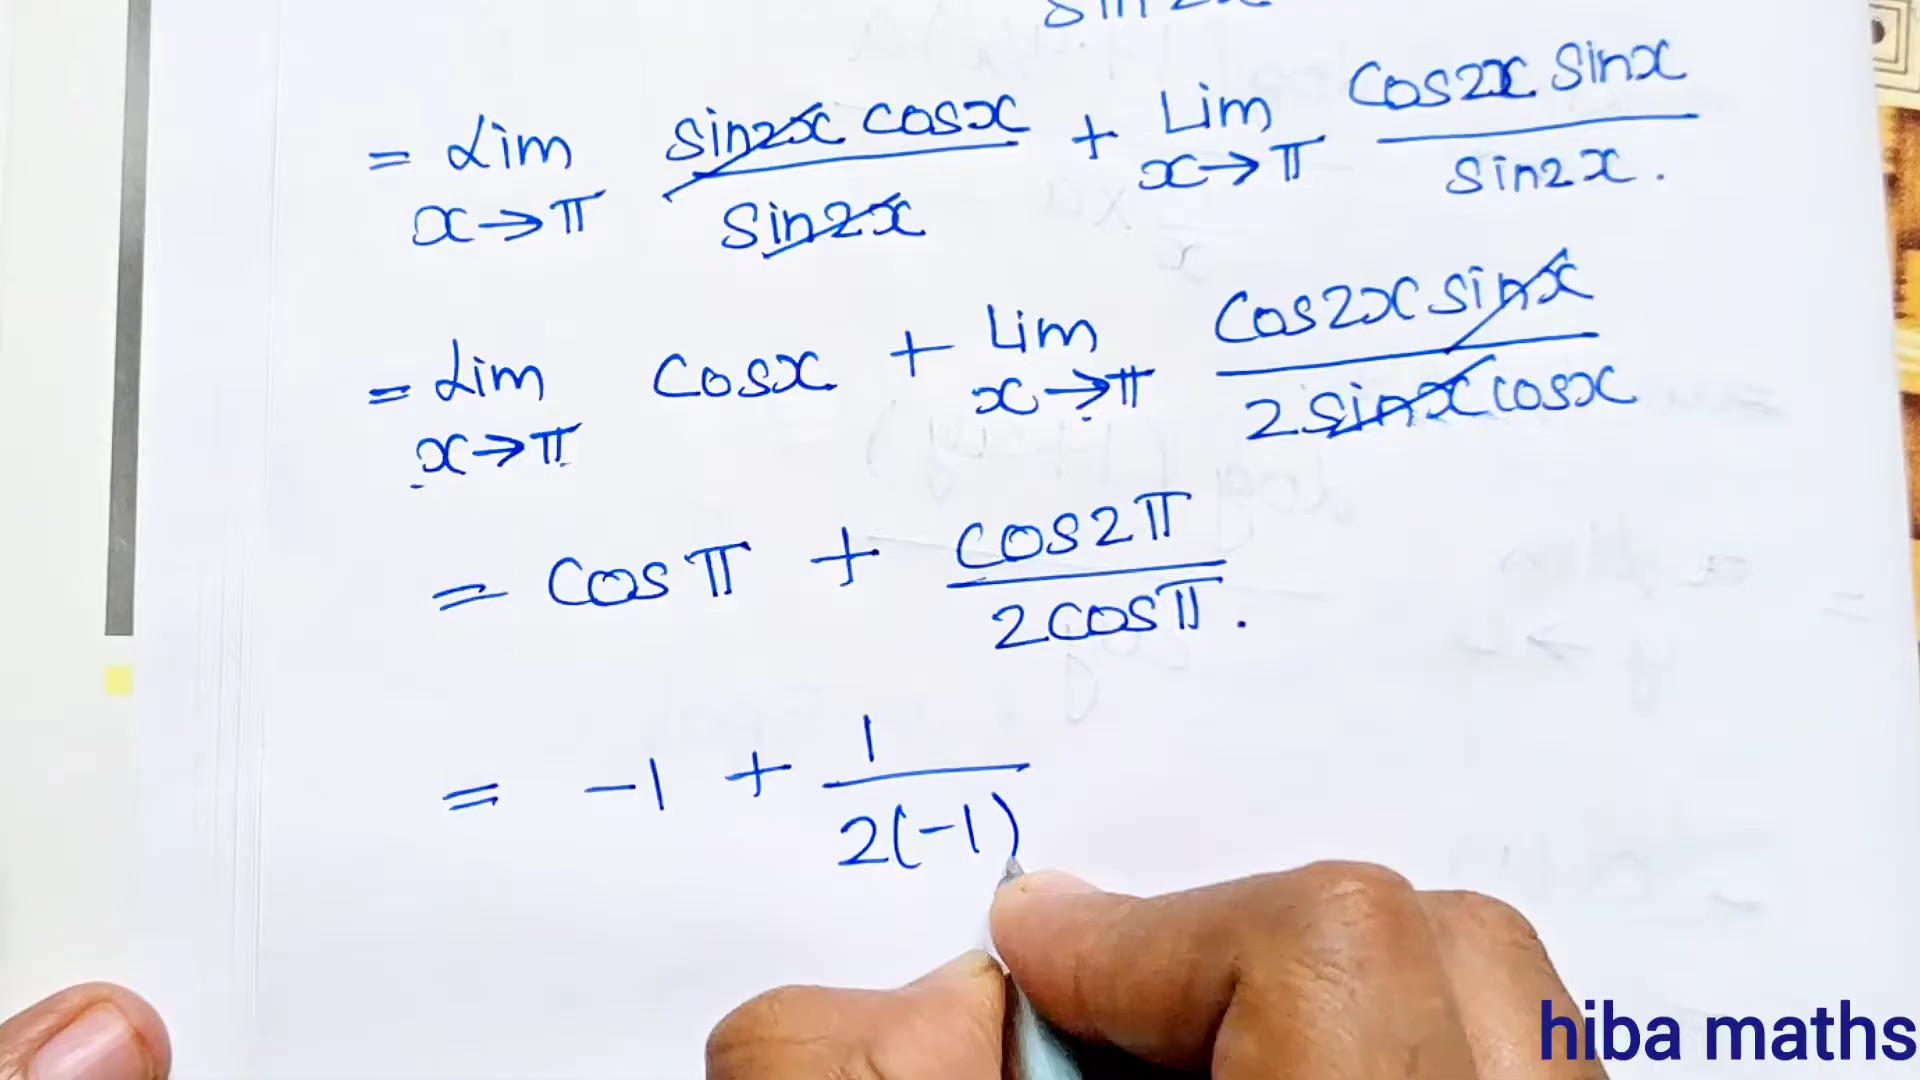 sin2x
= Lim sin2x cosx + Lim cos2x sinx
x→π sin2x x→π sin2x.
= Lim cosx + Lim cos2x sinx
x→π x→π 2sinx cosx
= cosπ + cos2π
2cosπ.
= -1 + 1
2(-1)
hiba maths